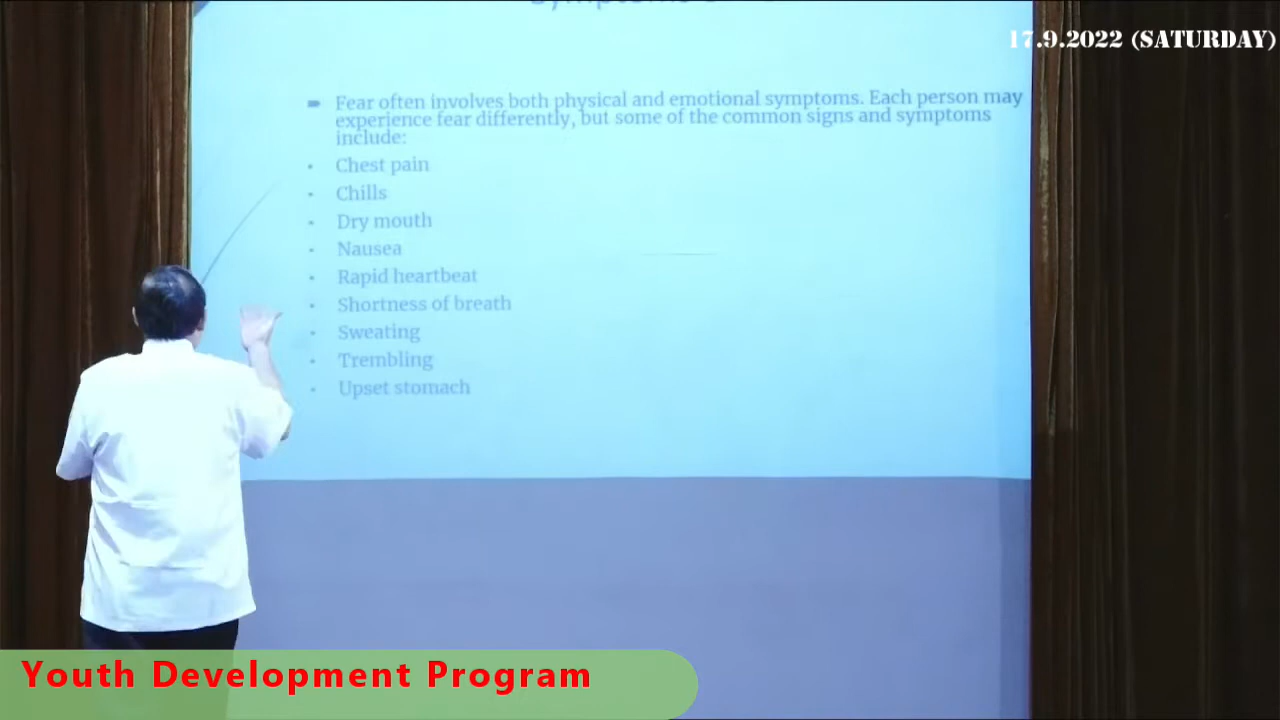 17.9.2022 (SATURDAY)
Fear often involves both physical and emotional symptoms. Each person may
experience fear differently, but some of the common signs and symptoms
include:
Chest pain
Chills
Dry mouth
Nausea
Rapid heartbeat
Shortness of breath
Sweating
Trembling
Upset stomach
Youth Development Program